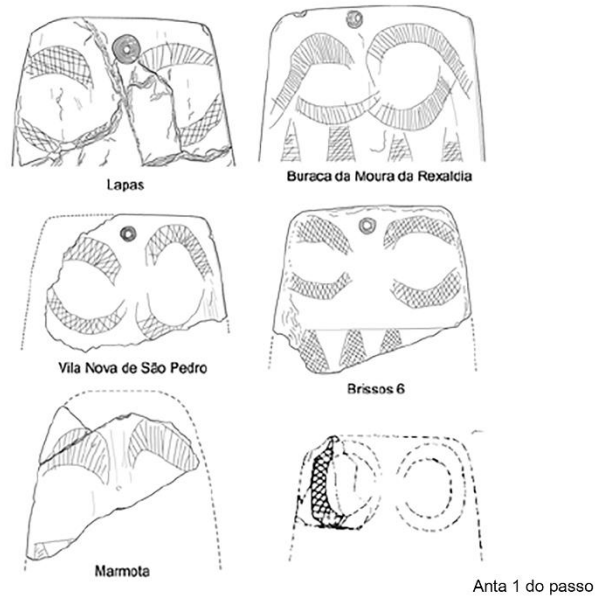 Lapas
Buraca da Moura da Rexaldia
Vila Nova de São Pedro
Brissos 6
Marmota
Anta 1 do passo